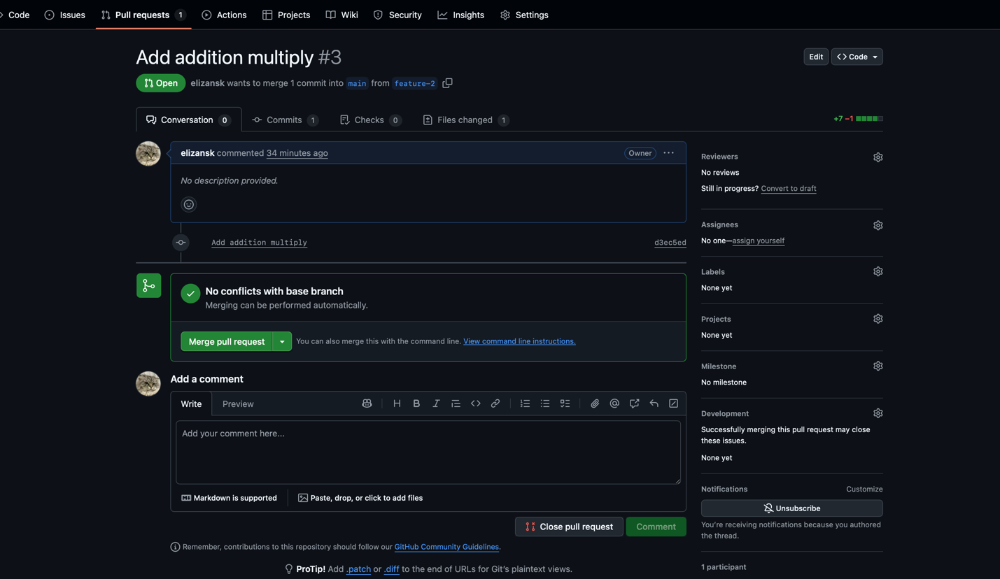 Code Issues Pull requests 1 Actions Projects Wiki Security Insights Settings
Add addition multiply #3
Edit <> Code
Open elizansk wants to merge 1 commit into main from feature-2
Conversation 0 Commits 1 Checks 0 Files changed 1
+7 −1
elizansk commented 34 minutes ago Owner
No description provided.
Add addition multiply d3ec5ed
No conflicts with base branch
Merging can be performed automatically.
Merge pull request You can also merge this with the command line. View command line instructions.
Add a comment
Write Preview
Add your comment here...
Markdown is supported Paste, drop, or click to add files
Close pull request Comment
Remember, contributions to this repository should follow our GitHub Community Guidelines.
ProTip! Add .patch or .diff to the end of URLs for Git's plaintext views.
Reviewers
No reviews
Still in progress? Convert to draft
Assignees
No one—assign yourself
Labels
None yet
Projects
None yet
Milestone
No milestone
Development
Successfully merging this pull request may close
these issues.
None yet
Notifications Customize
Unsubscribe
You're receiving notifications because you authored
the thread.
1 participant